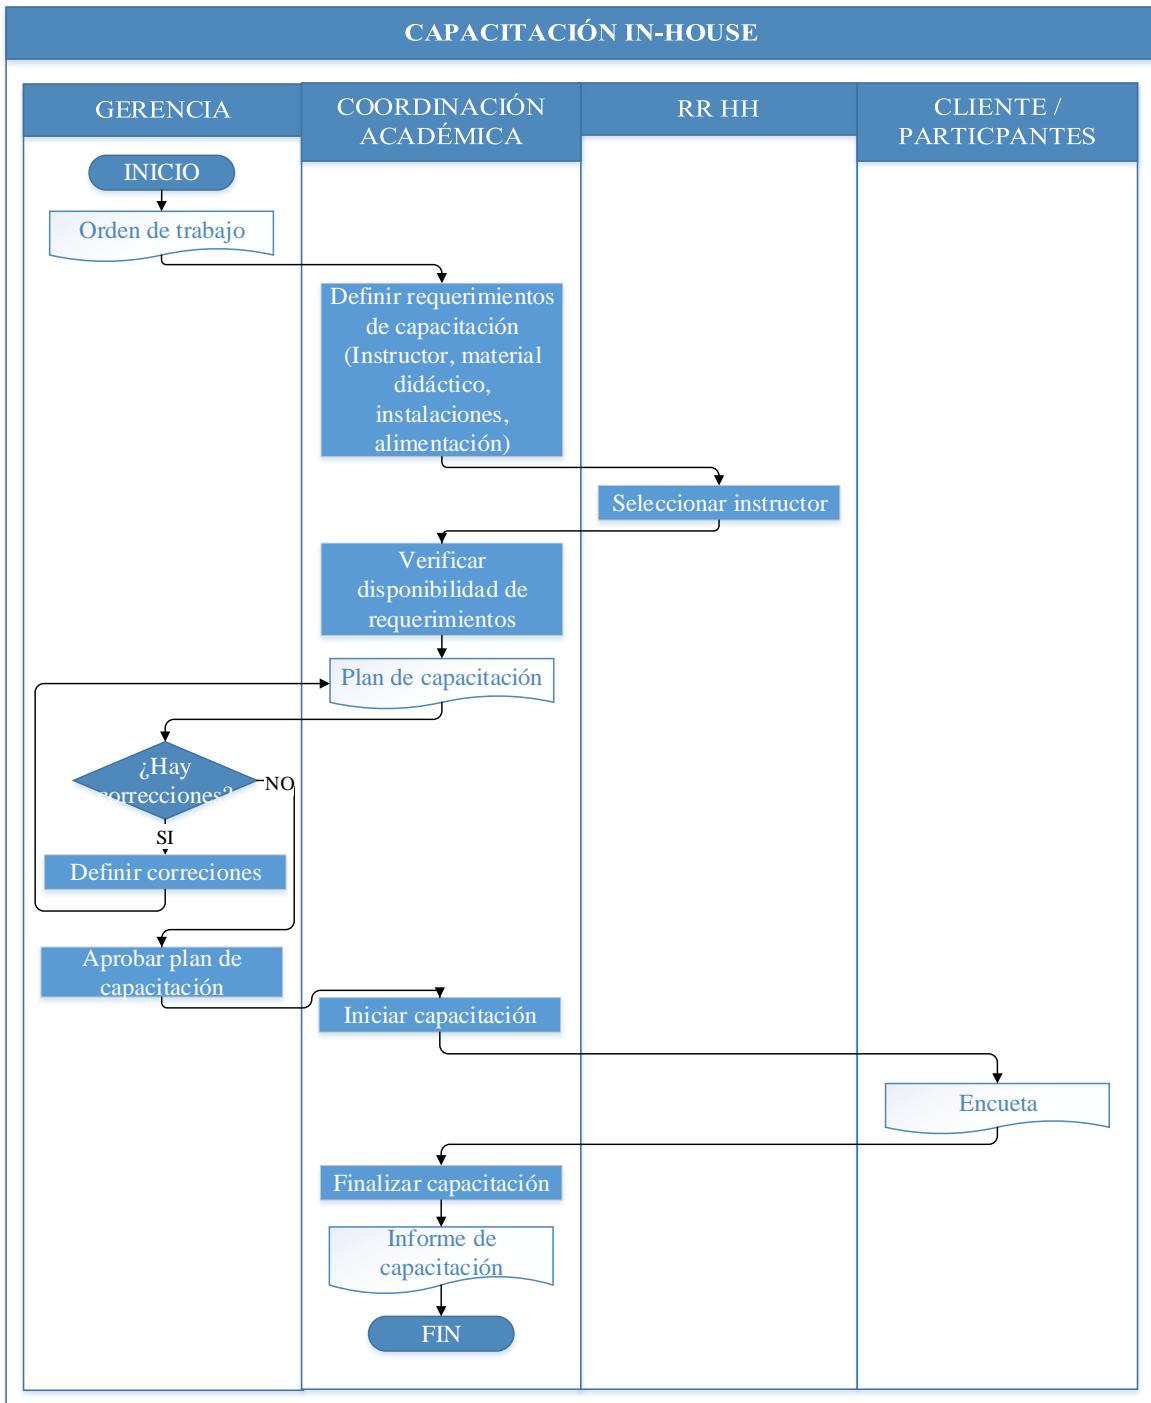 CAPACITACIÓN IN-HOUSE
GERENCIA
COORDINACIÓN
ACADÉMICA
RR HH
CLIENTE /
PARTICPANTES
INICIO
Orden de trabajo
Definir requerimientos
de capacitación
(Instructor, material
didáctico,
instalaciones,
alimentación)
Seleccionar instructor
Verificar
disponibilidad de
requerimientos
Plan de capacitación
¿Hay
correcciones?
NO
SI
Definir correciones
Aprobar plan de
capacitación
Iniciar capacitación
Encueta
Finalizar capacitación
Informe de
capacitación
FIN